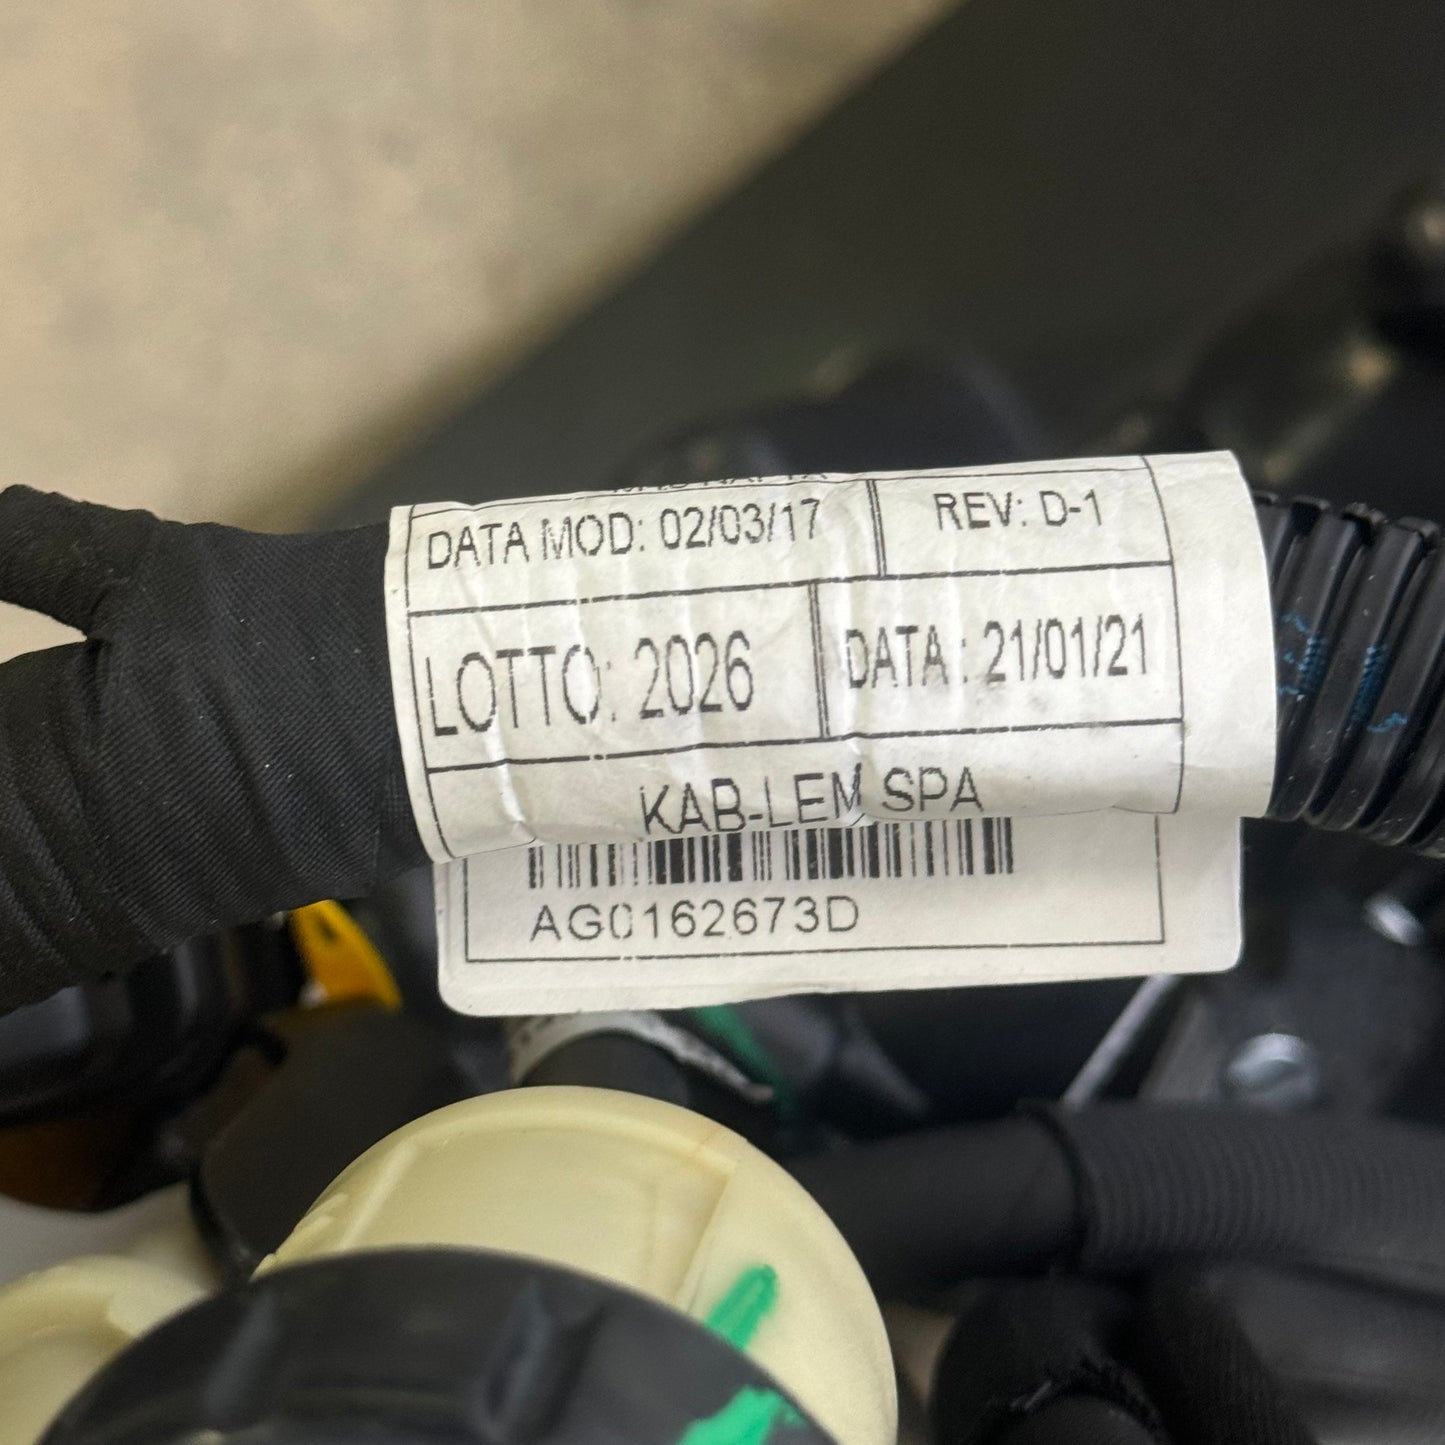 DATA MOD: 02/03/17 REV: D-1
LOTTO: 2026 DATA : 21/01/21
KAB-LEM SPA
AG0162673D